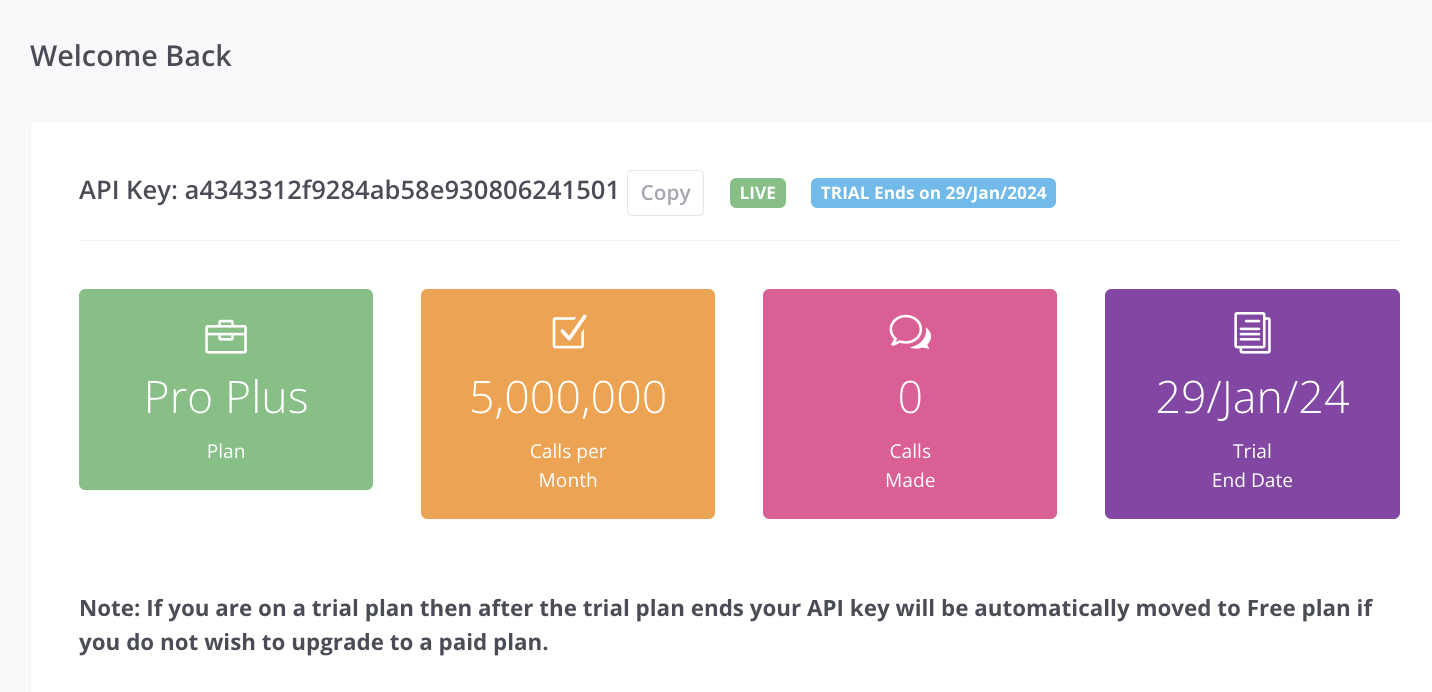 Welcome Back
API Key: a4343312f9284ab58e930806241501 Copy LIVE TRIAL Ends on 29/Jan/2024
Pro Plus
Plan
5,000,000
Calls per
Month
0
Calls
Made
29/Jan/24
Trial
End Date
Note: If you are on a trial plan then after the trial plan ends your API key will be automatically moved to Free plan if
you do not wish to upgrade to a paid plan.